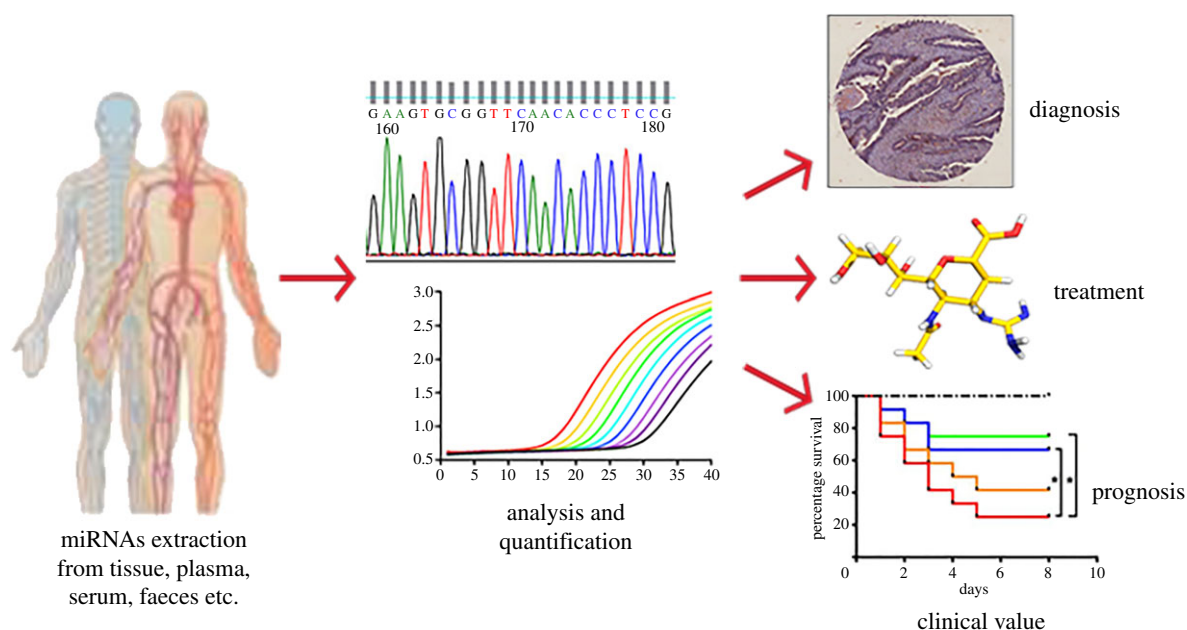 miRNAs extraction
from tissue, plasma,
serum, faeces etc.
GAAGTGCGGTTCAACACCCTCCG
160 170 180
3.0
2.5
2.0
1.5
1.0
0.5
0 5 10 15 20 25 30 35 40
analysis and
quantification
diagnosis
treatment
100
80
60
40
20
0 2 4 6 8 10
percentage survival
days
* *
prognosis
clinical value